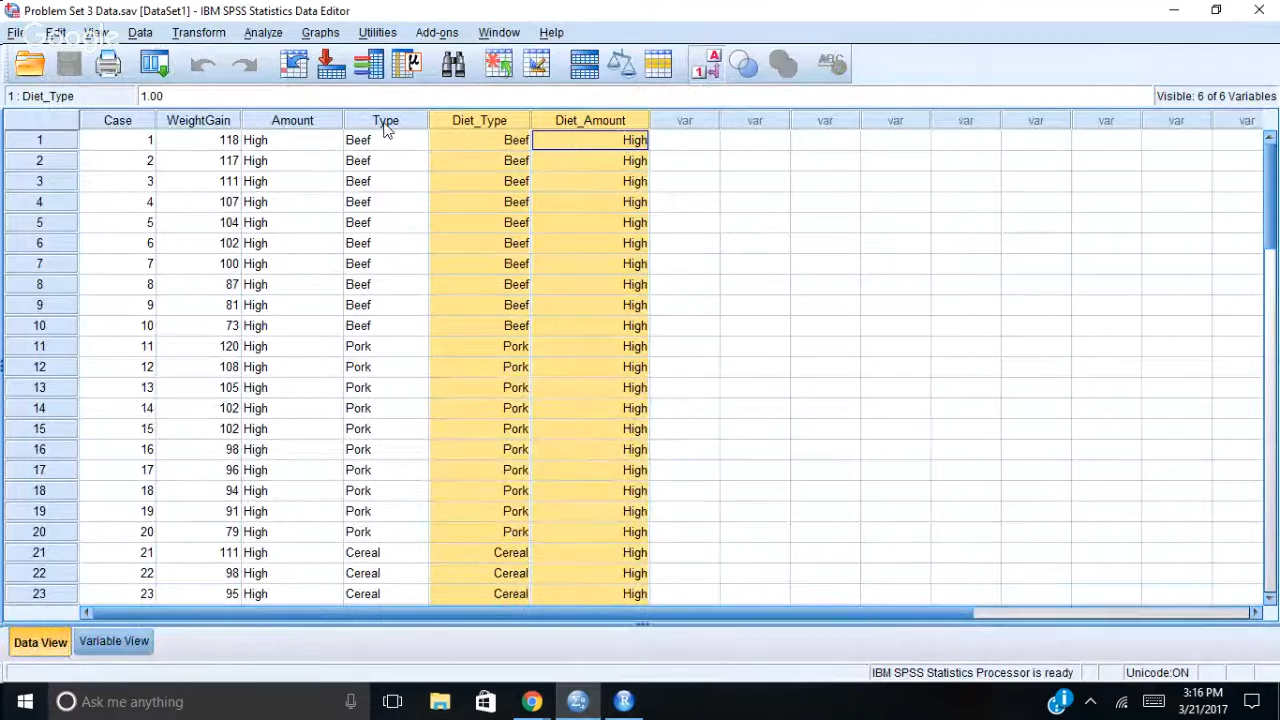 Problem Set 3 Data.sav [DataSet1] - IBM SPSS Statistics Data Editor
File Edit View Data Transform Analyze Graphs Utilities Add-ons Window Help
Google
1 : Diet_Type 1.00 Visible: 6 of 6 Variables
Case WeightGain Amount Type Diet_Type Diet_Amount var var var var var var var var var
1 1 118 High Beef Beef High
2 2 117 High Beef Beef High
3 3 111 High Beef Beef High
4 4 107 High Beef Beef High
5 5 104 High Beef Beef High
6 6 102 High Beef Beef High
7 7 100 High Beef Beef High
8 8 87 High Beef Beef High
9 9 81 High Beef Beef High
10 10 73 High Beef Beef High
11 11 120 High Pork Pork High
12 12 108 High Pork Pork High
13 13 105 High Pork Pork High
14 14 102 High Pork Pork High
15 15 102 High Pork Pork High
16 16 98 High Pork Pork High
17 17 96 High Pork Pork High
18 18 94 High Pork Pork High
19 19 91 High Pork Pork High
20 20 79 High Pork Pork High
21 21 111 High Cereal Cereal High
22 22 98 High Cereal Cereal High
23 23 95 High Cereal Cereal High
Data View Variable View
IBM SPSS Statistics Processor is ready Unicode:ON
Ask me anything
3:16 PM
3/21/2017